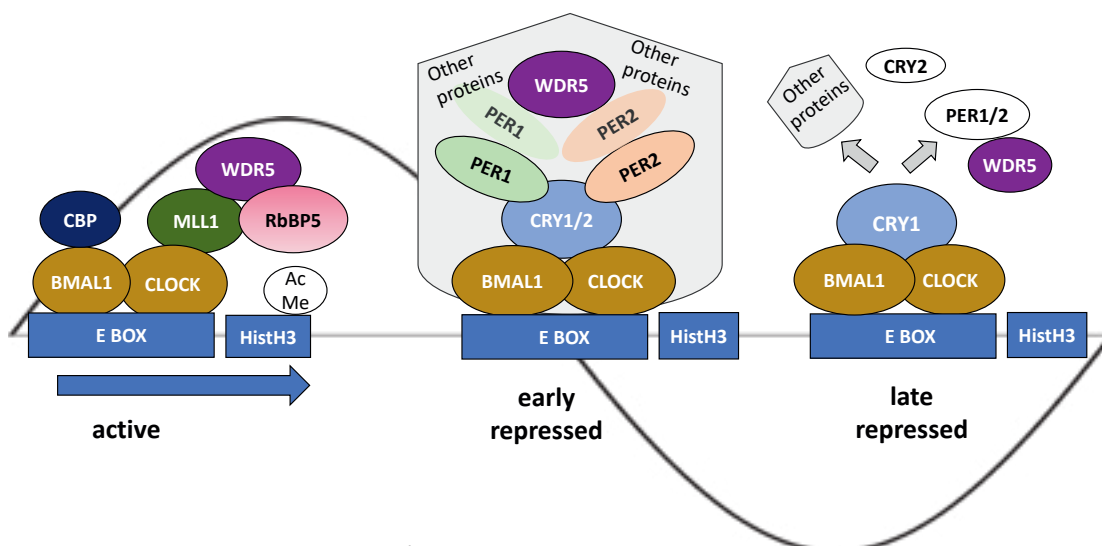 CBP
WDR5
MLL1
RbBP5
BMAL1
CLOCK
Ac
Me
E BOX
HistH3
active
Other
proteins
WDR5
Other
proteins
PER1
PER2
PER1
PER2
CRY1/2
BMAL1
CLOCK
E BOX
HistH3
early
repressed
Other
proteins
CRY2
PER1/2
WDR5
CRY1
BMAL1
CLOCK
E BOX
HistH3
late
repressed